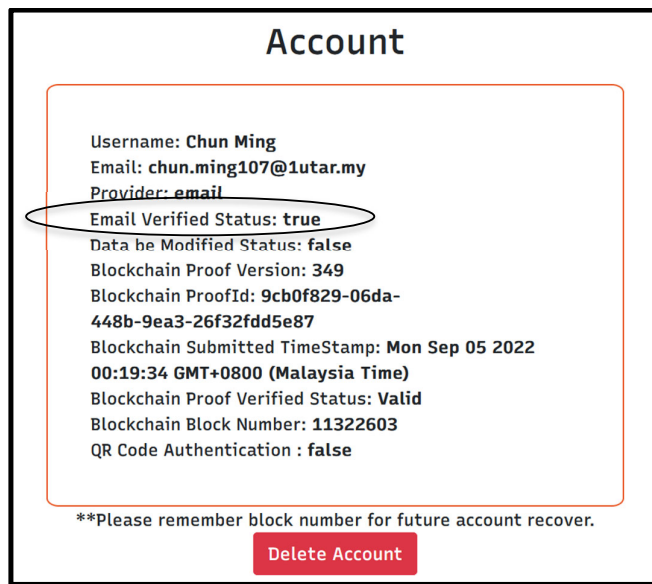 Account
Username: Chun Ming
Email: chun.ming107@1utar.my
Provider: email
Email Verified Status: true
Data be Modified Status: false
Blockchain Proof Version: 349
Blockchain ProofId: 9cb0f829-06da-
448b-9ea3-26f32fdd5e87
Blockchain Submitted TimeStamp: Mon Sep 05 2022
00:19:34 GMT+0800 (Malaysia Time)
Blockchain Proof Verified Status: Valid
Blockchain Block Number: 11322603
QR Code Authentication : false
**Please remember block number for future account recover.
Delete Account